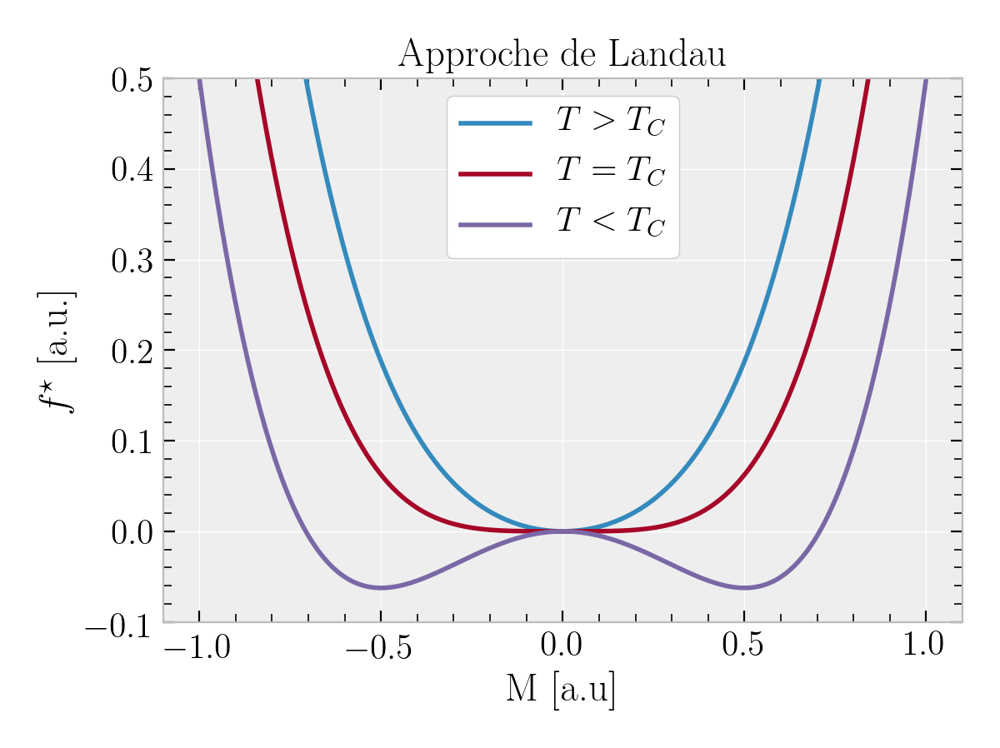 Approche de Landau
0.5
0.4
0.3
0.2
0.1
0.0
−0.1
f⋆ [a.u.]
T > T_C
T = T_C
T < T_C
−1.0 −0.5 0.0 0.5 1.0
M [a.u]